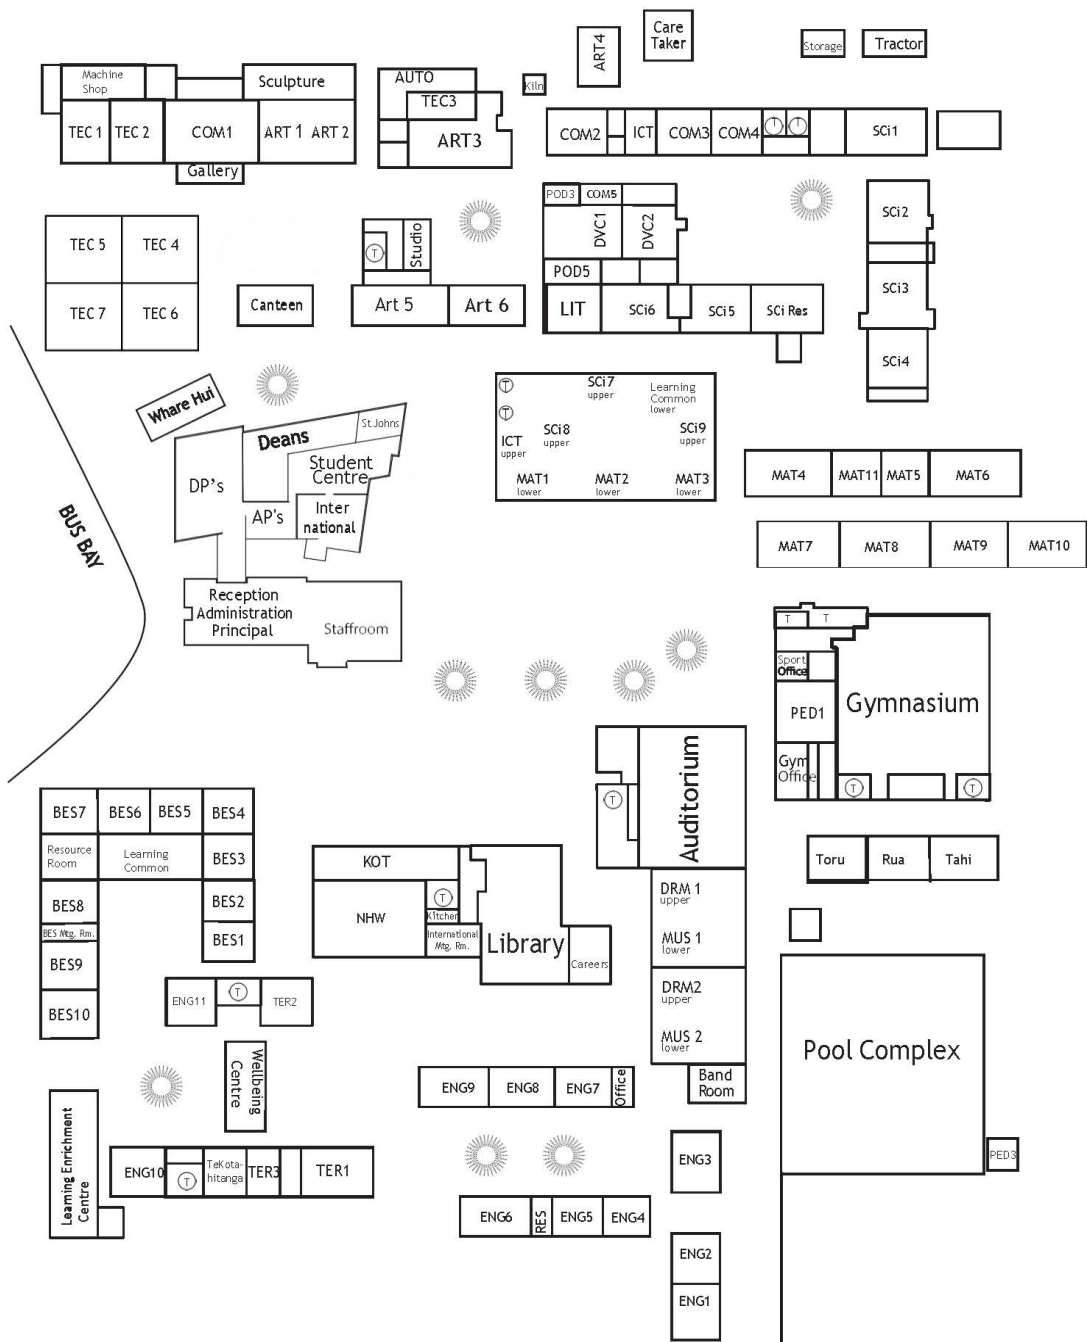 Care
Taker
ART4
Storage
Tractor
Machine
Shop
Sculpture
AUTO
TEC3
Kiln
TEC 1
TEC 2
COM1
ART 1
ART 2
ART3
COM2
ICT
COM3
COM4
T
T
SCi1
Gallery
POD3
COM5
DVC1
DVC2
SCi2
TEC 5
TEC 4
T
Studio
POD5
SCi3
TEC 7
TEC 6
Canteen
Art 5
Art 6
LIT
SCi6
SCi5
SCi Res
SCi4
Whare Hui
T
SCi7
upper
Learning
Common
lower
T
St Johns
Deans
ICT
upper
SCi8
upper
SCi9
upper
Student
Centre
DP's
MAT1
lower
MAT2
lower
MAT3
lower
MAT4
MAT11
MAT5
MAT6
AP's
Inter
national
BUS BAY
MAT7
MAT8
MAT9
MAT10
Reception
Administration
Principal
Staffroom
T
T
Sport
Office
PED1
Gymnasium
Gym
Office
T
T
Auditorium
T
BES7
BES6
BES5
BES4
Resource
Room
Learning
Common
BES3
KOT
Toru
Rua
Tahi
BES8
BES2
NHW
T
Kitchen
DRM 1
upper
BES Mtg. Rm.
BES1
International
Mtg. Rm.
Library
MUS 1
lower
BES9
Careers
ENG11
T
TER2
DRM2
upper
BES10
MUS 2
lower
Pool Complex
Wellbeing
Centre
ENG9
ENG8
ENG7
Office
Band
Room
Learning Enrichment
Centre
ENG10
T
TeKota-
hitanga
TER3
TER1
ENG3
PED3
ENG6
RES
ENG5
ENG4
ENG2
ENG1